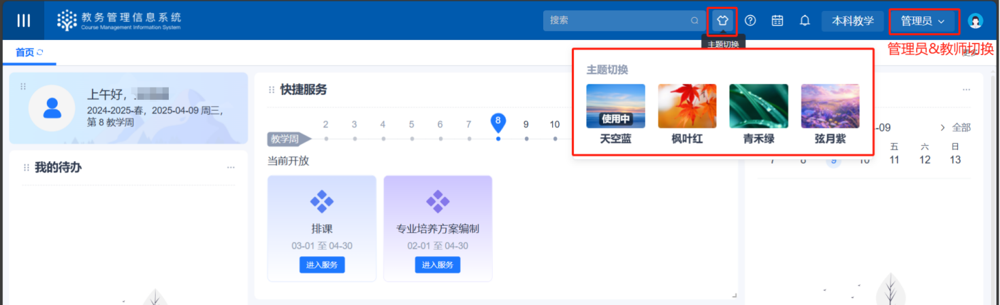 教务管理信息系统
Course Management Information System
搜索
本科教学
管理员
主题切换
管理员&教师切换
首页
更多
主题切换
使用中
天空蓝
枫叶红
青禾绿
弦月紫
上午好，
2024-2025-春，2025-04-09 周三，
第 8 教学周
快捷服务
教学周
2 3 4 5 6 7 8 9 10
当前开放
排课
03-01 至 04-30
进入服务
专业培养方案编制
02-01 至 04-30
进入服务
我的待办
-09
全部
五 六 日
7 8 9 10 11 12 13